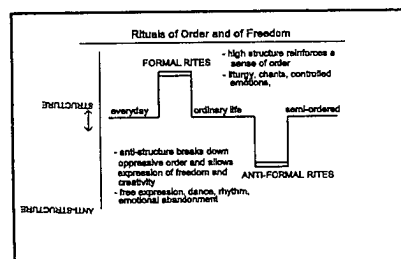 Rituals of Order and of Freedom
FORMAL RITES
- high structure reinforces a
sense of order
- liturgy, chants, controlled
emotions,
STRUCTURE
everyday
ordinary life
semi-ordered
- anti-structure breaks down
oppressive order and allows
expression of freedom and
creativity
- free expression, dance, rhythm,
emotional abandonment
ANTI-FORMAL RITES
ANTI-STRUCTURE